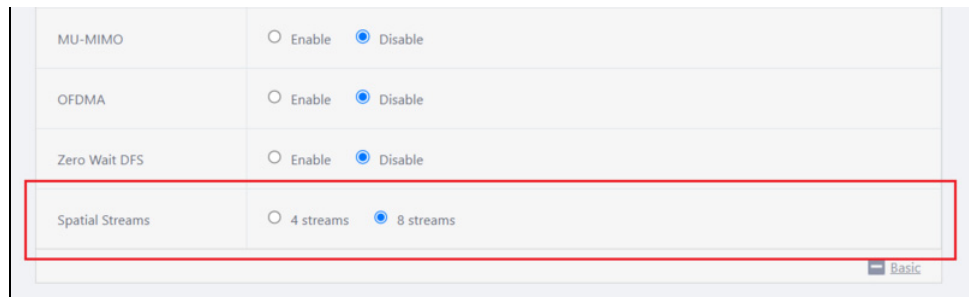 MU-MIMO Enable Disable
OFDMA Enable Disable
Zero Wait DFS Enable Disable
Spatial Streams 4 streams 8 streams
Basic